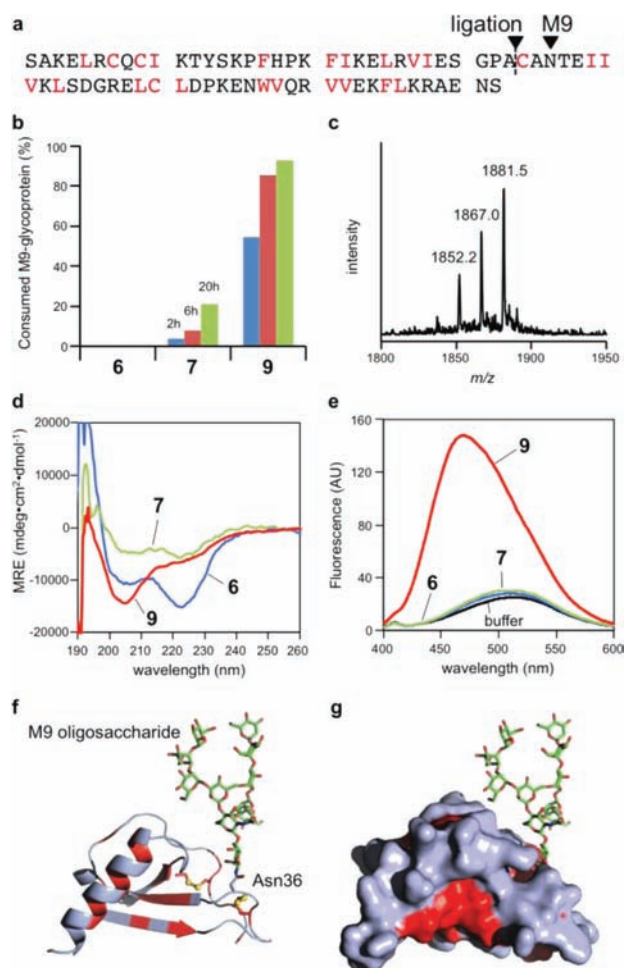 a
ligation M9
SAKELRCQCI KTYSKPFHPK FIKELRVIES GPACANTEII
VKLSDGRELC LDPKENWVQR VVEKFLKRAE NS
b
Consumed M9-glycoprotein (%)
100
80
60
40
20
0
2h
6h
20h
6 7 9
c
intensity
1852.2
1867.0
1881.5
1800 1850 1900 1950
m/z
d
MRE (mdeg•cm²•dmol⁻¹)
20000
10000
0
-10000
-20000
7
6
9
190 200 210 220 230 240 250 260
wavelength (nm)
e
Fluorescence (AU)
160
120
80
40
0
9
7
6
buffer
400 450 500 550 600
wavelength (nm)
f
M9 oligosaccharide
Asn36
g